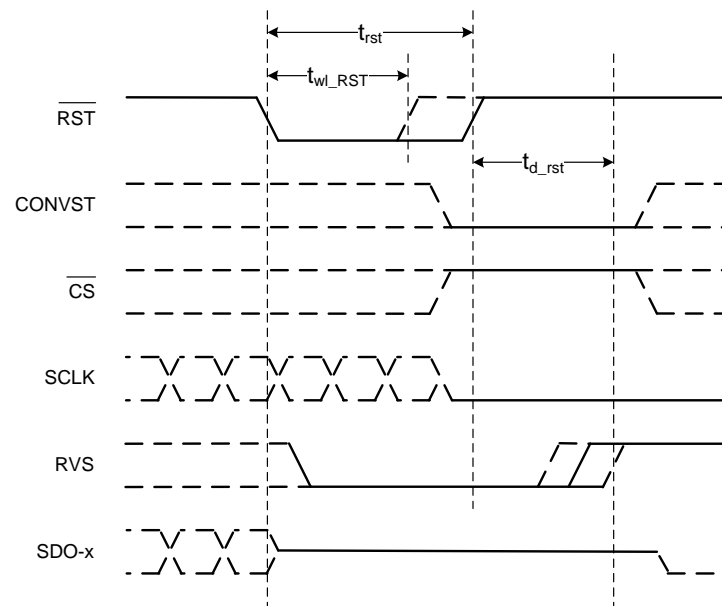 t_rst
t_wl_RST
RST
t_d_rst
CONVST
CS
SCLK
RVS
SDO-x